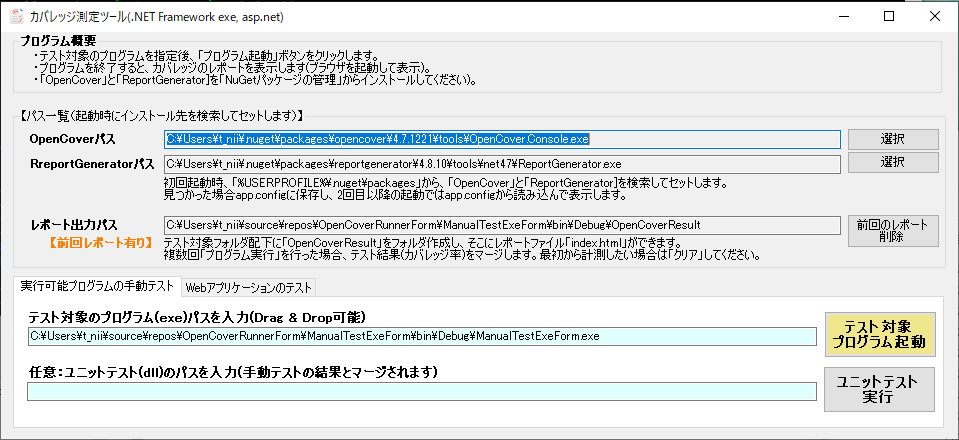 カバレッジ測定ツール(.NET Framework exe, asp.net)
プログラム概要
・テスト対象のプログラムを指定後、「プログラム起動」ボタンをクリックします。
・プログラムを終了すると、カバレッジのレポートを表示します(ブラウザを起動して表示)。
・「OpenCover」と「ReportGenerator」を「NuGetパッケージの管理」からインストールしてください。
【パス一覧(起動時にインストール先を検索してセットします)】
OpenCoverパス C:¥Users¥t_nii¥.nuget¥packages¥opencover¥4.7.1221¥tools¥OpenCover.Console.exe 選択
RreportGeneratorパス C:¥Users¥t_nii¥.nuget¥packages¥reportgenerator¥4.8.10¥tools¥net47¥ReportGenerator.exe 選択
初回起動時、「%USERPROFILE%¥.nuget¥packages」から、「OpenCover」と「ReportGenerator]を検索してセットします。
見つかった場合app.configに保存し、2回目以降の起動ではapp.configから読み込んで表示します。
レポート出力パス C:¥Users¥t_nii¥source¥repos¥OpenCoverRunnerForm¥ManualTestExeForm¥bin¥Debug¥OpenCoverResult 前回のレポート
削除
【前回レポート有り】 テスト対象フォルダ配下に「OpenCoverResult」をフォルダ作成し、そこにレポートファイル「index.html」ができます。
複数回「プログラム実行」を行った場合、テスト結果(カバレッジ率)をマージします。最初から計測したい場合は「クリア」してください。
実行可能プログラムの手動テスト Webアプリケーションのテスト
テスト対象のプログラム(exe)パスを入力(Drag & Drop可能)
C:¥Users¥t_nii¥source¥repos¥OpenCoverRunnerForm¥ManualTestExeForm¥bin¥Debug¥ManualTestExeForm.exe
テスト対象
プログラム起動
任意：ユニットテスト(dll)のパスを入力(手動テストの結果とマージされます)
ユニットテスト
実行